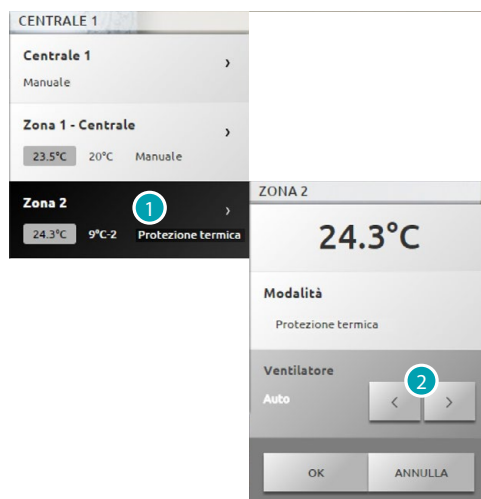 CENTRALE 1
Centrale 1
›
Manuale
Zona 1 - Centrale
›
23.5°C 20°C Manuale
Zona 2
1
›
24.3°C 9°C-2 Protezione termica
ZONA 2
24.3°C
Modalità
Protezione termica
Ventilatore
2
Auto
‹ ›
OK ANNULLA